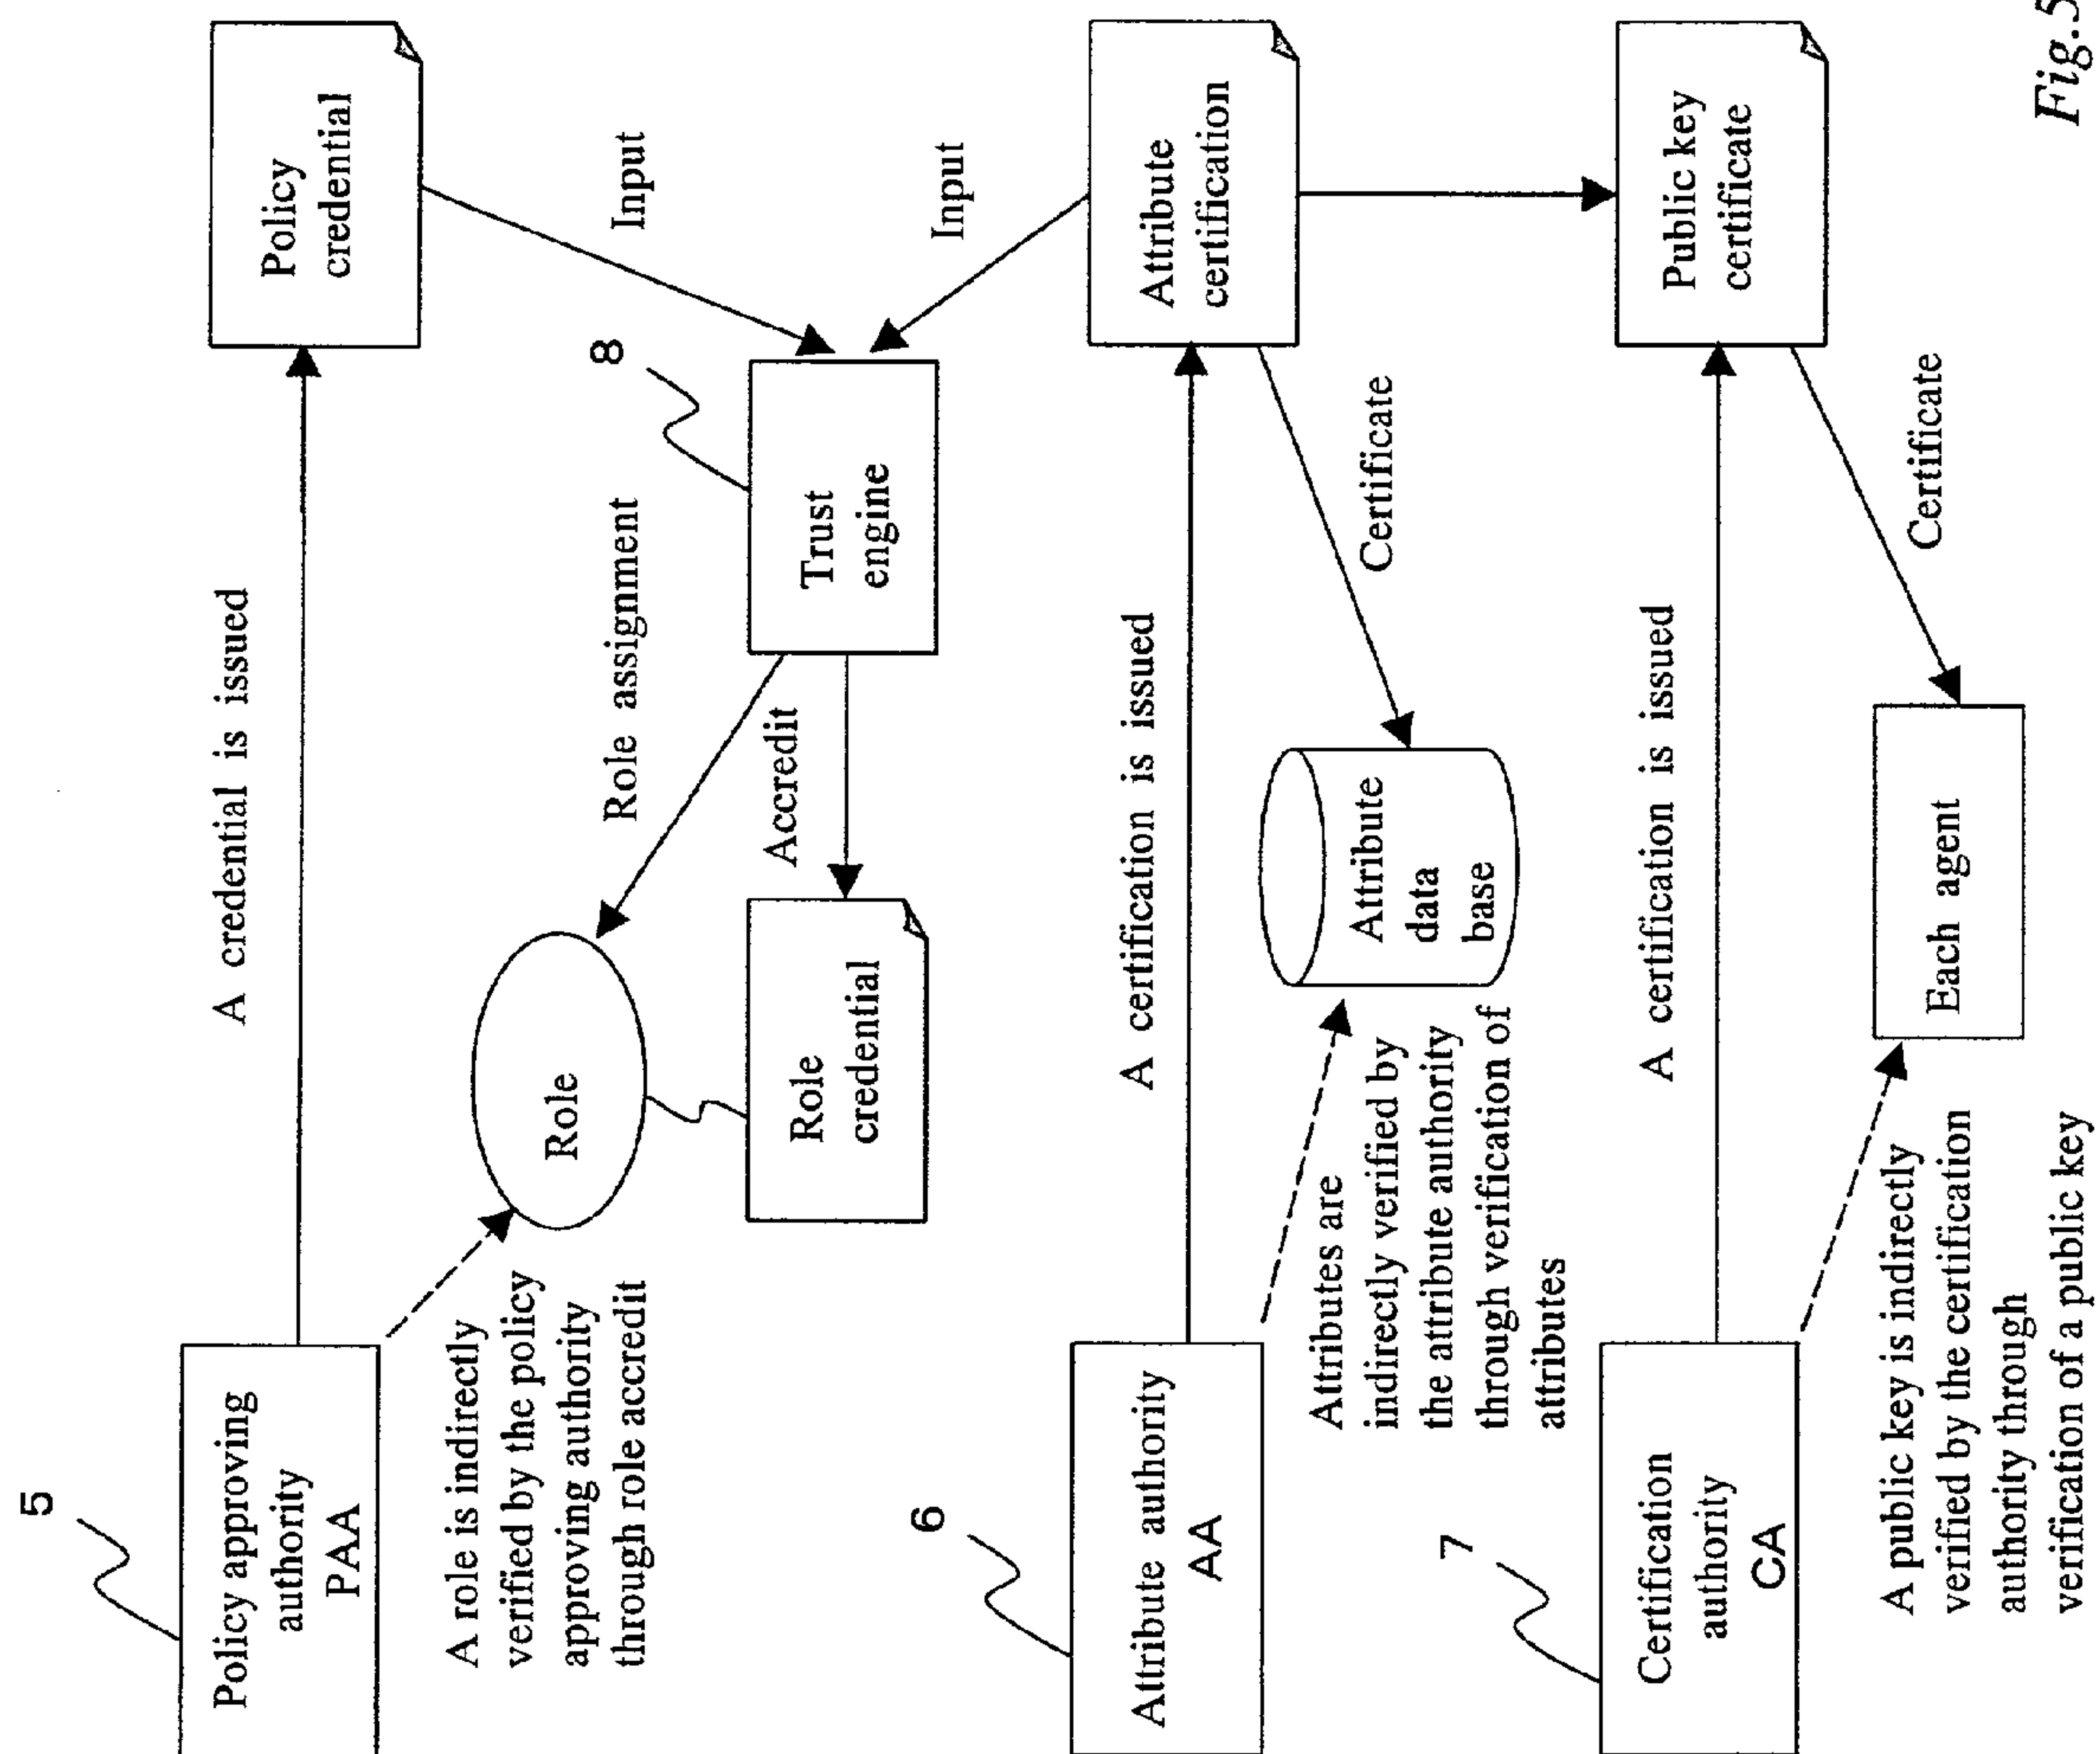 5
Policy approving
authority
PAA
A credential is issued
Policy
credential
A role is indirectly
verified by the policy
approving authority
through role accredit
Role
Role assignment
8
Input
Accredit
Role
credential
Trust
engine
Input
6
Attribute authority
AA
A certification is issued
Attribute
certification
Attributes are
indirectly verified by
the attribute authority
through verification of
attributes
Attribute
data
base
Certificate
7
Certification
authority
CA
A certification is issued
Public key
certificate
A public key is indirectly
verified by the certification
authority through
verification of a public key
Each agent
Certificate
Fig.5